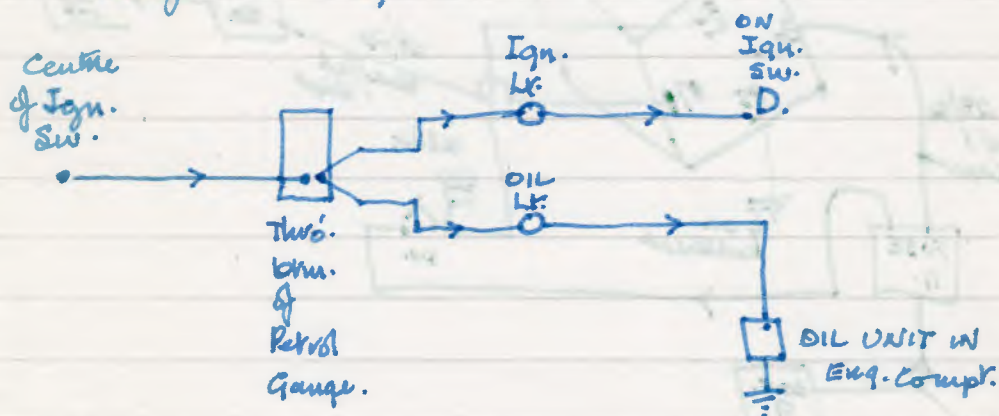 Centre
of Ign.
Sw.
Ign.
Lt.
ON
Ign.
SW.
D.
OIL
Lt.
Thro'
of
Petrol
Gauge.
OIL UNIT IN
Eng. Compt.